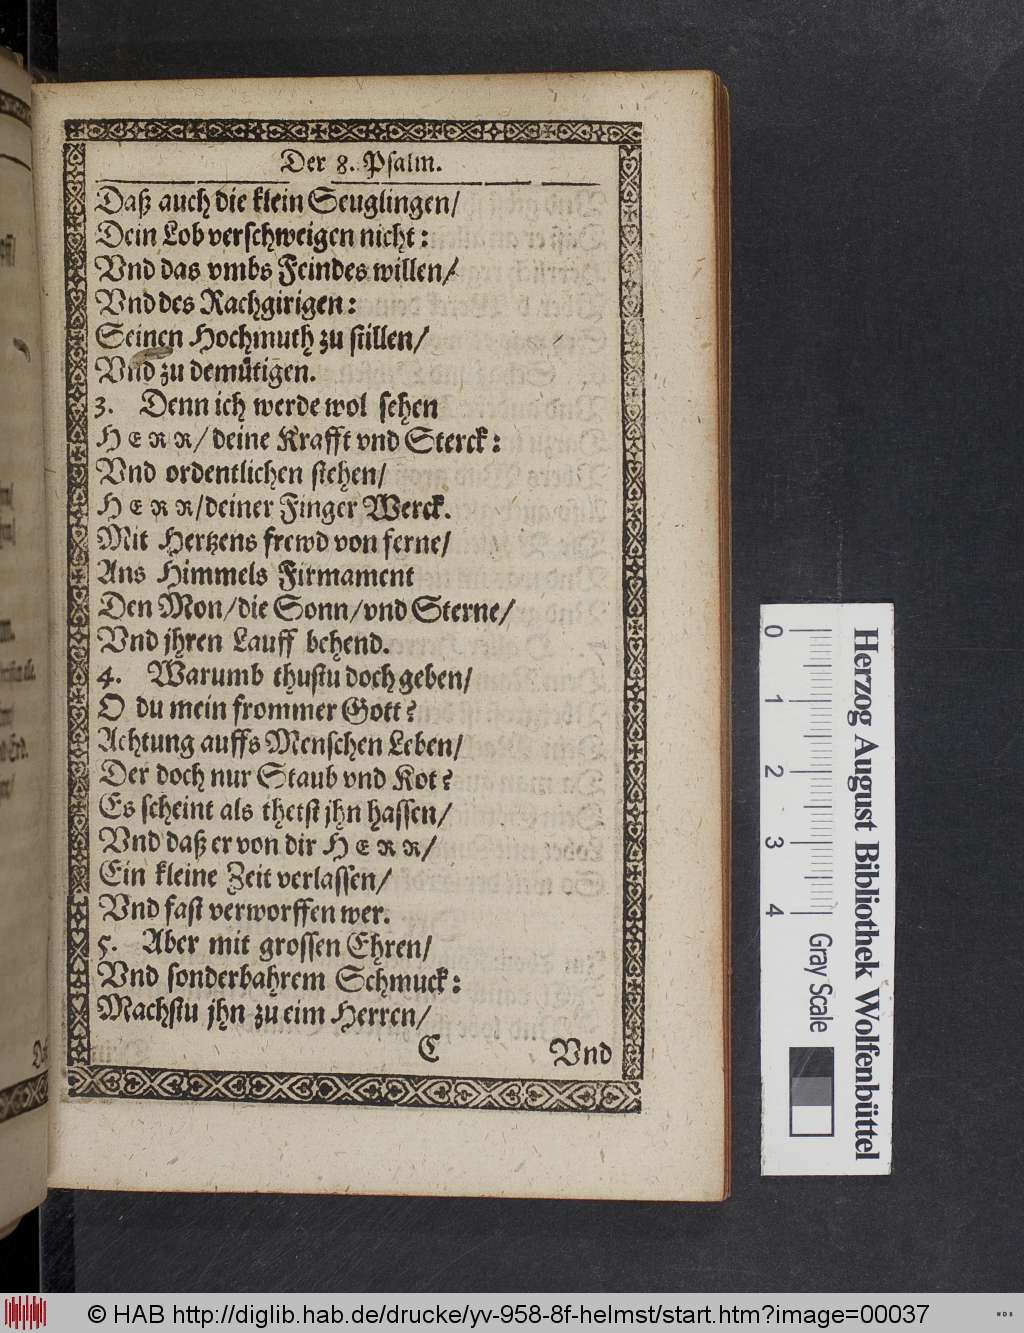 Der 8. Psalm.
Daß auch die klein Seuglingen/
Dein Lob verschweigen nicht:
Vnd das vmbs Feindes willen/
Vnd des Rachgirigen:
Seinen Hochmuth zu stillen/
Vnd zu demütigen.
3. Denn ich werde wol sehen
HERR/ deine Krafft vnd Sterck:
Vnd ordentlichen stehen/
HERR/deiner Finger Werck.
Mit Hertzens frewd von ferne/
Ans Himmels Firmament
Den Mon/die Sonn/vnd Sterne/
Vnd jhren Lauff behend.
4. Warumb thustu doch geben/
O du mein frommer Gott?
Achtung auffs Menschen Leben/
Der doch nur Staub vnd Kot?
Es scheint als thetst jhn hassen/
Vnd daß er von dir HERR/
Ein kleine Zeit verlassen/
Vnd fast verworffen wer.
5. Aber mit grossen Ehren/
Vnd sonderbahrem Schmuck:
Machstu jhn zu eim Herren/
C Vnd
0 1 2 3 4
Gray Scale
Herzog August Bibliothek Wolfenbüttel
© HAB http://diglib.hab.de/drucke/yv-958-8f-helmst/start.htm?image=00037